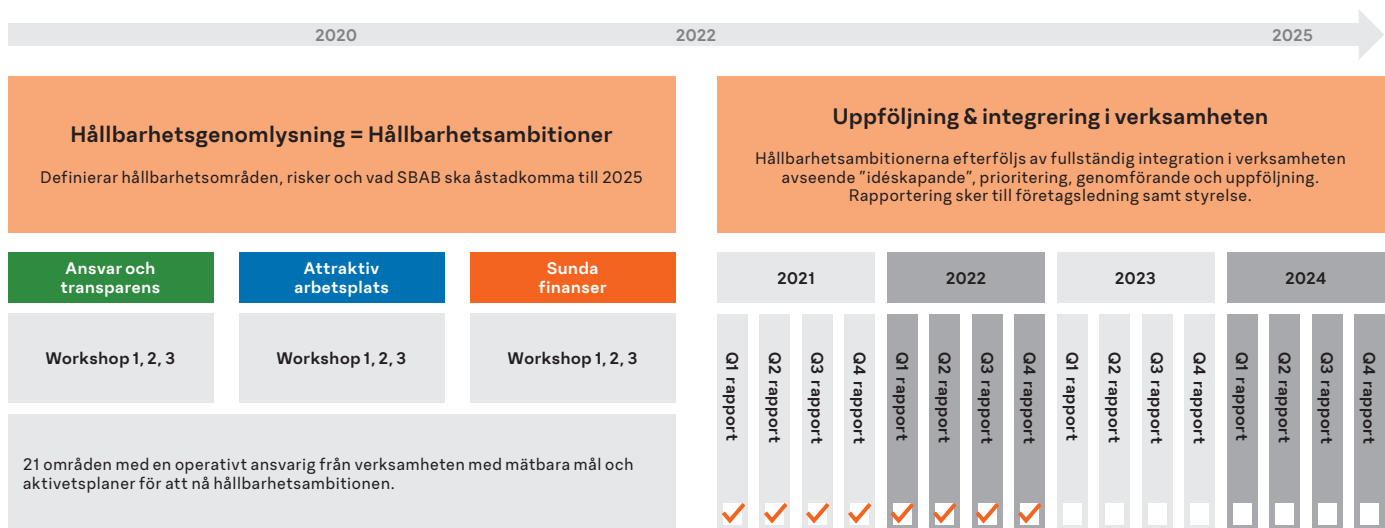 2020
2022
2025
Hållbarhetsgenomlysning = Hållbarhetsambitioner
Definierar hållbarhetsområden, risker och vad SBAB ska åstadkomma till 2025
Ansvar och
transparens
Attraktiv
arbetsplats
Sunda
finanser
Workshop 1, 2, 3
Workshop 1, 2, 3
Workshop 1, 2, 3
21 områden med en operativt ansvarig från verksamheten med mätbara mål och
aktivetsplaner för att nå hållbarhetsambitionen.
Uppföljning & integrering i verksamheten
Hållbarhetsambitionerna efterföljs av fullständig integration i verksamheten
avseende ”idéskapande”, prioritering, genomförande och uppföljning.
Rapportering sker till företagsledning samt styrelse.
2021
2022
2023
2024
Q1 rapport
Q2 rapport
Q3 rapport
Q4 rapport
Q1 rapport
Q2 rapport
Q3 rapport
Q4 rapport
Q1 rapport
Q2 rapport
Q3 rapport
Q4 rapport
Q1 rapport
Q2 rapport
Q3 rapport
Q4 rapport